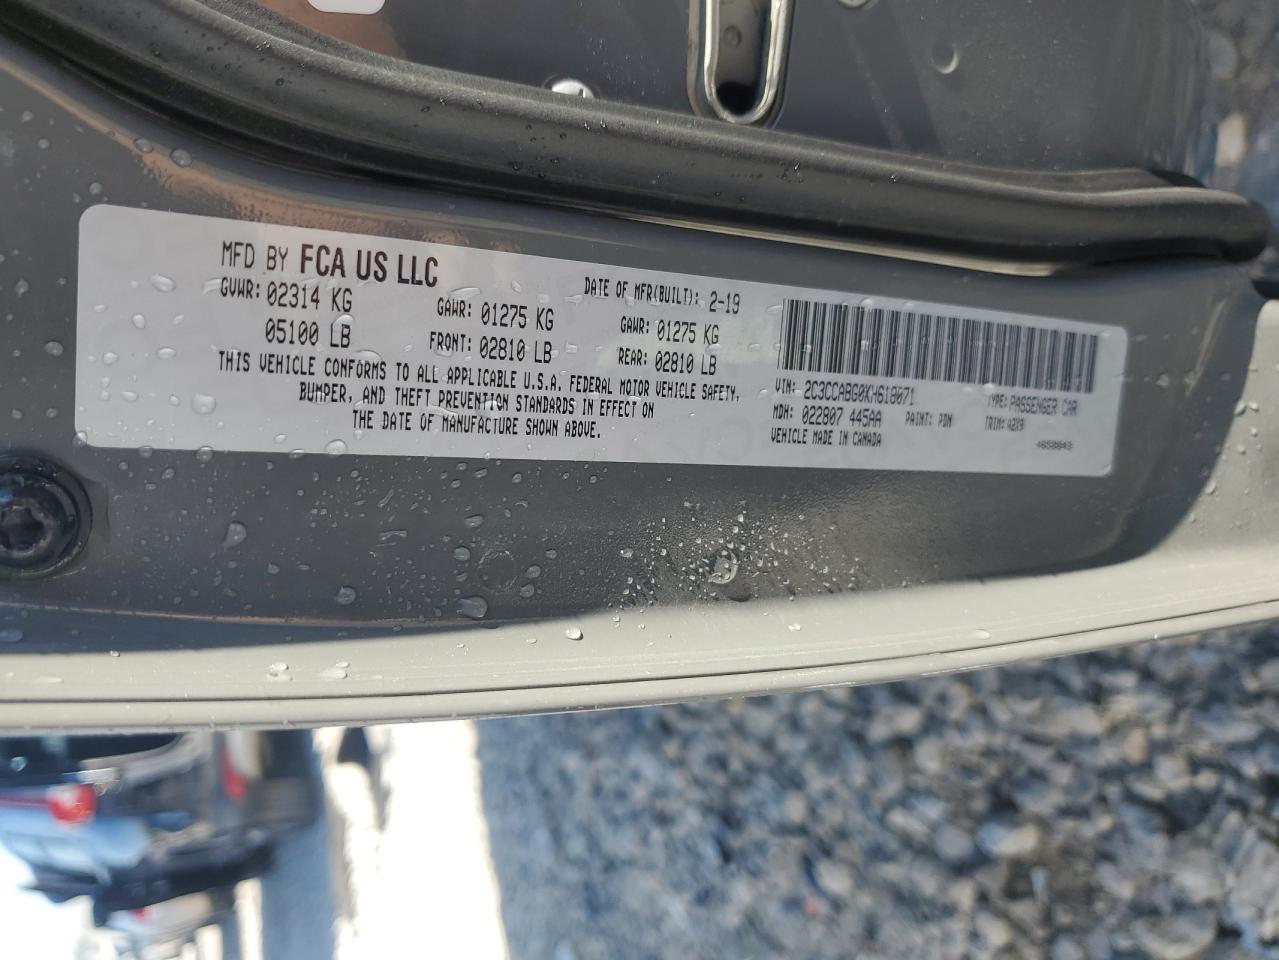 MFD BY FCA US LLC
DATE OF MFR(BUILT): 2-19
GVWR: 02314 KG
05100 LB
GAWR: 01275 KG
FRONT: 02810 LB
GAWR: 01275 KG
REAR: 02810 LB
THIS VEHICLE CONFORMS TO ALL APPLICABLE U.S.A. FEDERAL MOTOR VEHICLE SAFETY,
BUMPER, AND THEFT PREVENTION STANDARDS IN EFFECT ON
THE DATE OF MANUFACTURE SHOWN ABOVE.
VIN: 2C3CCABG0KH618071
TYPE: PASSENGER CAR
MDH: 022807 445AA
PAINT: PDN
TRIM: A2X9
VEHICLE MADE IN CANADA